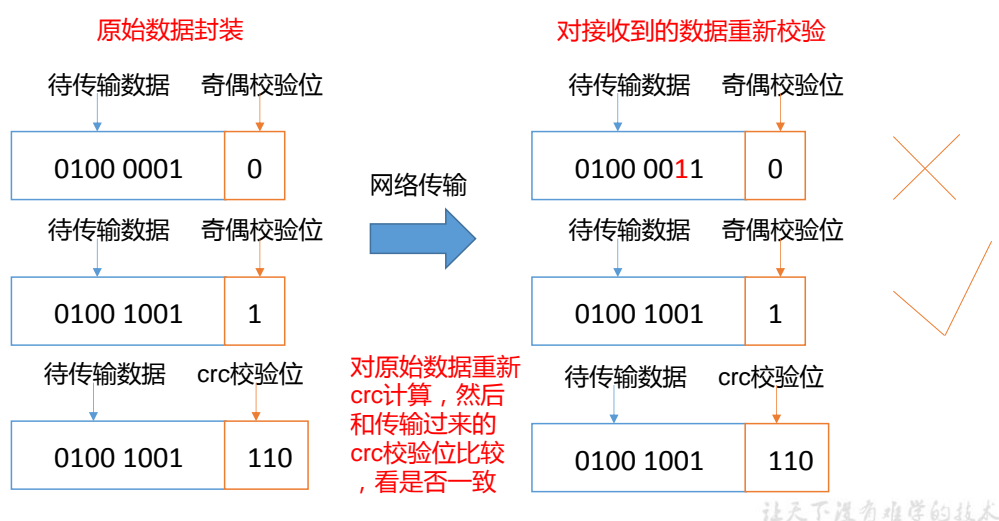 原始数据封装
对接收到的数据重新校验
待传输数据 奇偶校验位
待传输数据 奇偶校验位
0100 0001 0
0100 0011 0
网络传输
待传输数据 奇偶校验位
待传输数据 奇偶校验位
0100 1001 1
0100 1001 1
待传输数据 crc校验位
对原始数据重新
crc计算，然后
和传输过来的
crc校验位比较
，看是否一致
待传输数据 crc校验位
0100 1001 110
0100 1001 110
让天下没有难学的技术